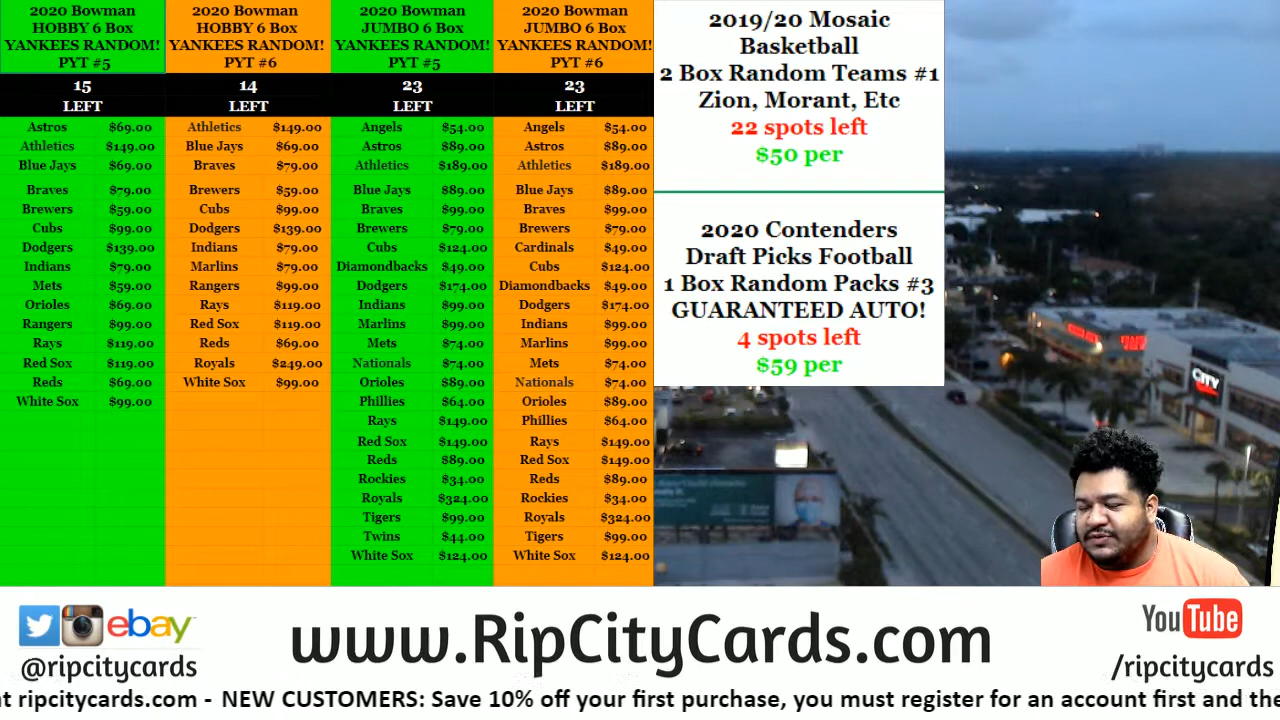 2020 Bowman
HOBBY 6 Box
YANKEES RANDOM!
PYT #5
15
LEFT
Astros $69.00
Athletics $149.00
Blue Jays $69.00
Braves $79.00
Brewers $59.00
Cubs $99.00
Dodgers $139.00
Indians $79.00
Mets $59.00
Orioles $69.00
Rangers $99.00
Rays $119.00
Red Sox $119.00
Reds $69.00
White Sox $99.00
2020 Bowman
HOBBY 6 Box
YANKEES RANDOM!
PYT #6
14
LEFT
Athletics $149.00
Blue Jays $69.00
Braves $79.00
Brewers $59.00
Cubs $99.00
Dodgers $139.00
Indians $79.00
Marlins $79.00
Rangers $99.00
Rays $119.00
Red Sox $119.00
Reds $69.00
Royals $249.00
White Sox $99.00
2020 Bowman
JUMBO 6 Box
YANKEES RANDOM!
PYT #5
23
LEFT
Angels $54.00
Astros $89.00
Athletics $189.00
Blue Jays $89.00
Braves $99.00
Brewers $79.00
Cubs $124.00
Diamondbacks $49.00
Dodgers $174.00
Indians $99.00
Marlins $99.00
Mets $74.00
Nationals $74.00
Orioles $89.00
Phillies $64.00
Rays $149.00
Red Sox $149.00
Reds $89.00
Rockies $34.00
Royals $324.00
Tigers $99.00
Twins $44.00
White Sox $124.00
2020 Bowman
JUMBO 6 Box
YANKEES RANDOM!
PYT #6
23
LEFT
Angels $54.00
Astros $89.00
Athletics $189.00
Blue Jays $89.00
Braves $99.00
Brewers $79.00
Cardinals $49.00
Cubs $124.00
Diamondbacks $49.00
Dodgers $174.00
Indians $99.00
Marlins $99.00
Mets $74.00
Nationals $74.00
Orioles $89.00
Phillies $64.00
Rays $149.00
Red Sox $149.00
Reds $89.00
Rockies $34.00
Royals $324.00
Tigers $99.00
White Sox $124.00
2019/20 Mosaic
Basketball
2 Box Random Teams #1
Zion, Morant, Etc
22 spots left
$50 per
2020 Contenders
Draft Picks Football
1 Box Random Packs #3
GUARANTEED AUTO!
4 spots left
$59 per
CITY
ebay
@ripcitycards
www.RipCityCards.com
YouTube
/ripcitycards
at ripcitycards.com - NEW CUSTOMERS: Save 10% off your first purchase, you must register for an account first and the